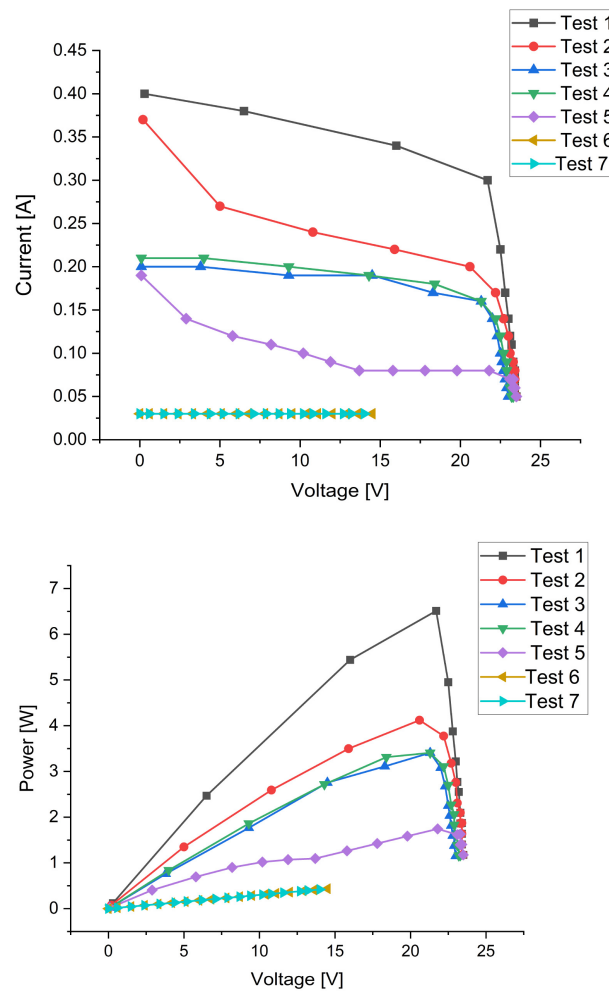 Test 1
Test 2
Test 3
Test 4
Test 5
Test 6
Test 7
0.45
0.40
0.35
0.30
0.25
0.20
0.15
0.10
0.05
0.00
Current [A]
0 5 10 15 20 25
Voltage [V]
Test 1
Test 2
Test 3
Test 4
Test 5
Test 6
Test 7
7
6
5
4
3
2
1
0
Power [W]
0 5 10 15 20 25
Voltage [V]